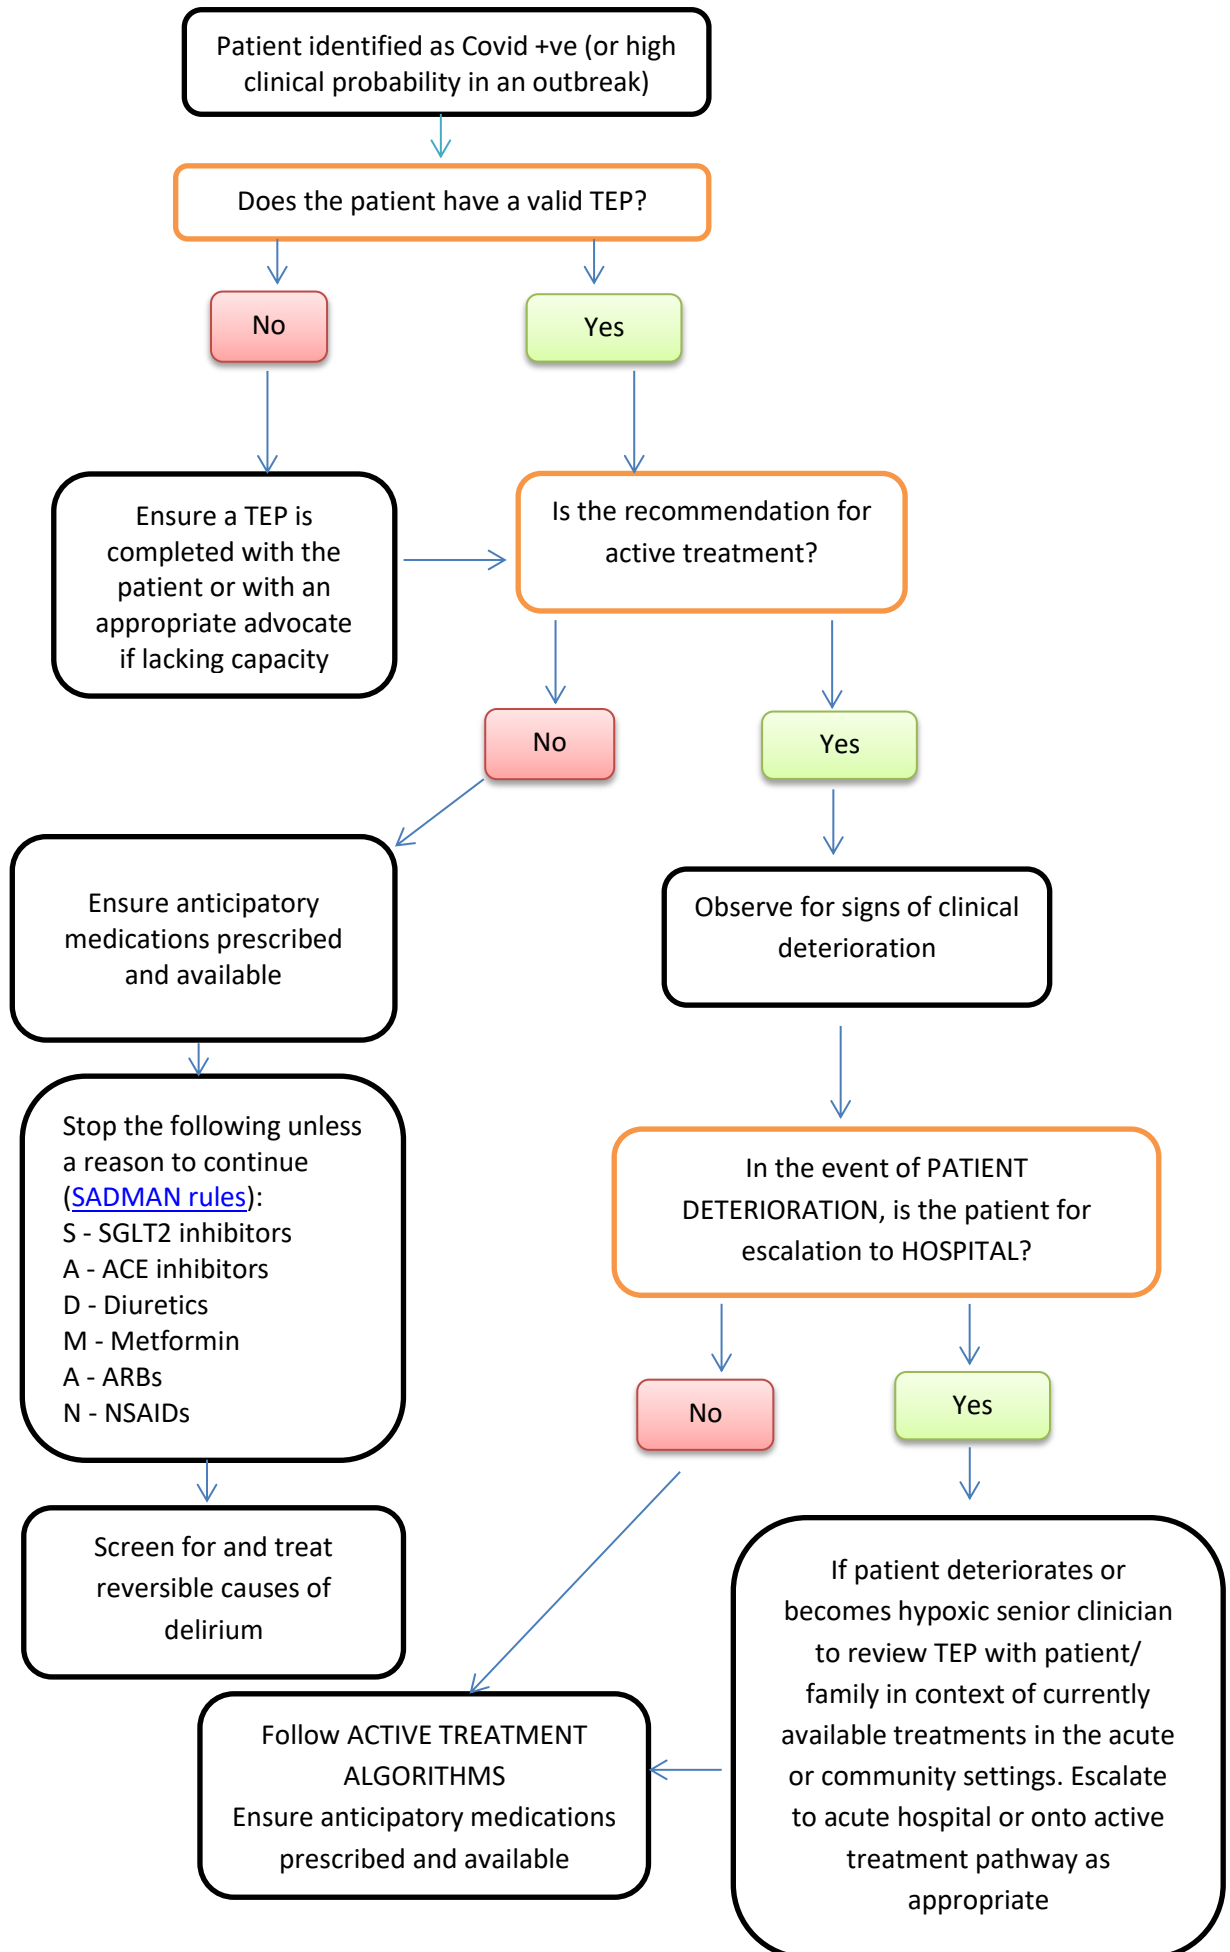 Patient identified as Covid +ve (or high
clinical probability in an outbreak)
Does the patient have a valid TEP?
No
Yes
Ensure a TEP is
completed with the
patient or with an
appropriate advocate
if lacking capacity
Is the recommendation for
active treatment?
No
Yes
Ensure anticipatory
medications prescribed
and available
Observe for signs of clinical
deterioration
Stop the following unless
a reason to continue
(SADMAN rules):
S - SGLT2 inhibitors
A - ACE inhibitors
D - Diuretics
M - Metformin
A - ARBs
N - NSAIDs
In the event of PATIENT
DETERIORATION, is the patient for
escalation to HOSPITAL?
No
Yes
Screen for and treat
reversible causes of
delirium
If patient deteriorates or
becomes hypoxic senior clinician
to review TEP with patient/
family in context of currently
available treatments in the acute
or community settings. Escalate
to acute hospital or onto active
treatment pathway as
appropriate
Follow ACTIVE TREATMENT
ALGORITHMS
Ensure anticipatory medications
prescribed and available